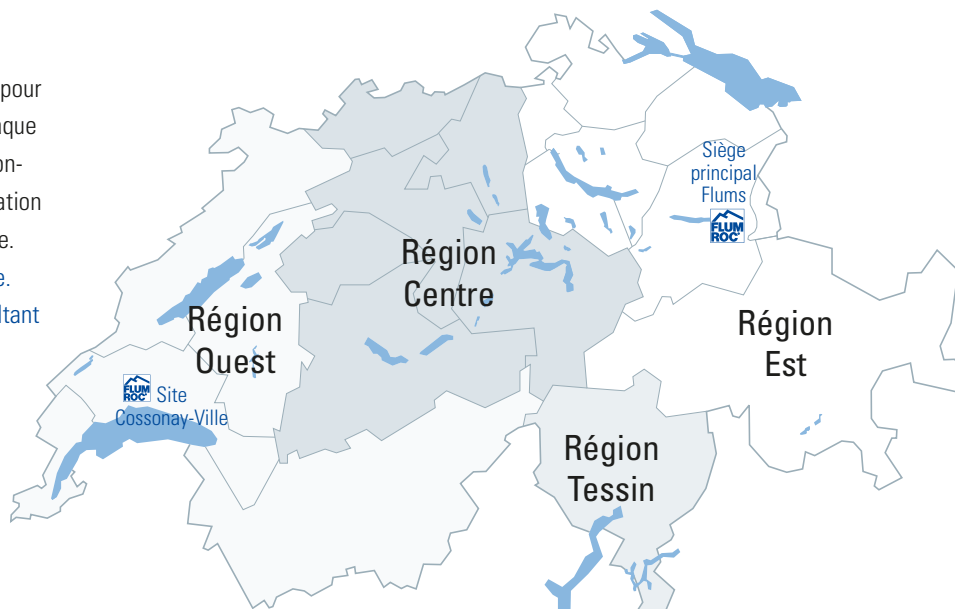 pour
aque
on-
ation
e.
e.
ltant
Siège
principal
Flums
FLUM
ROC®
Région
Centre
Région
Ouest
Région
Est
FLUM
ROC®
Site
Cossonay-Ville
Région
Tessin